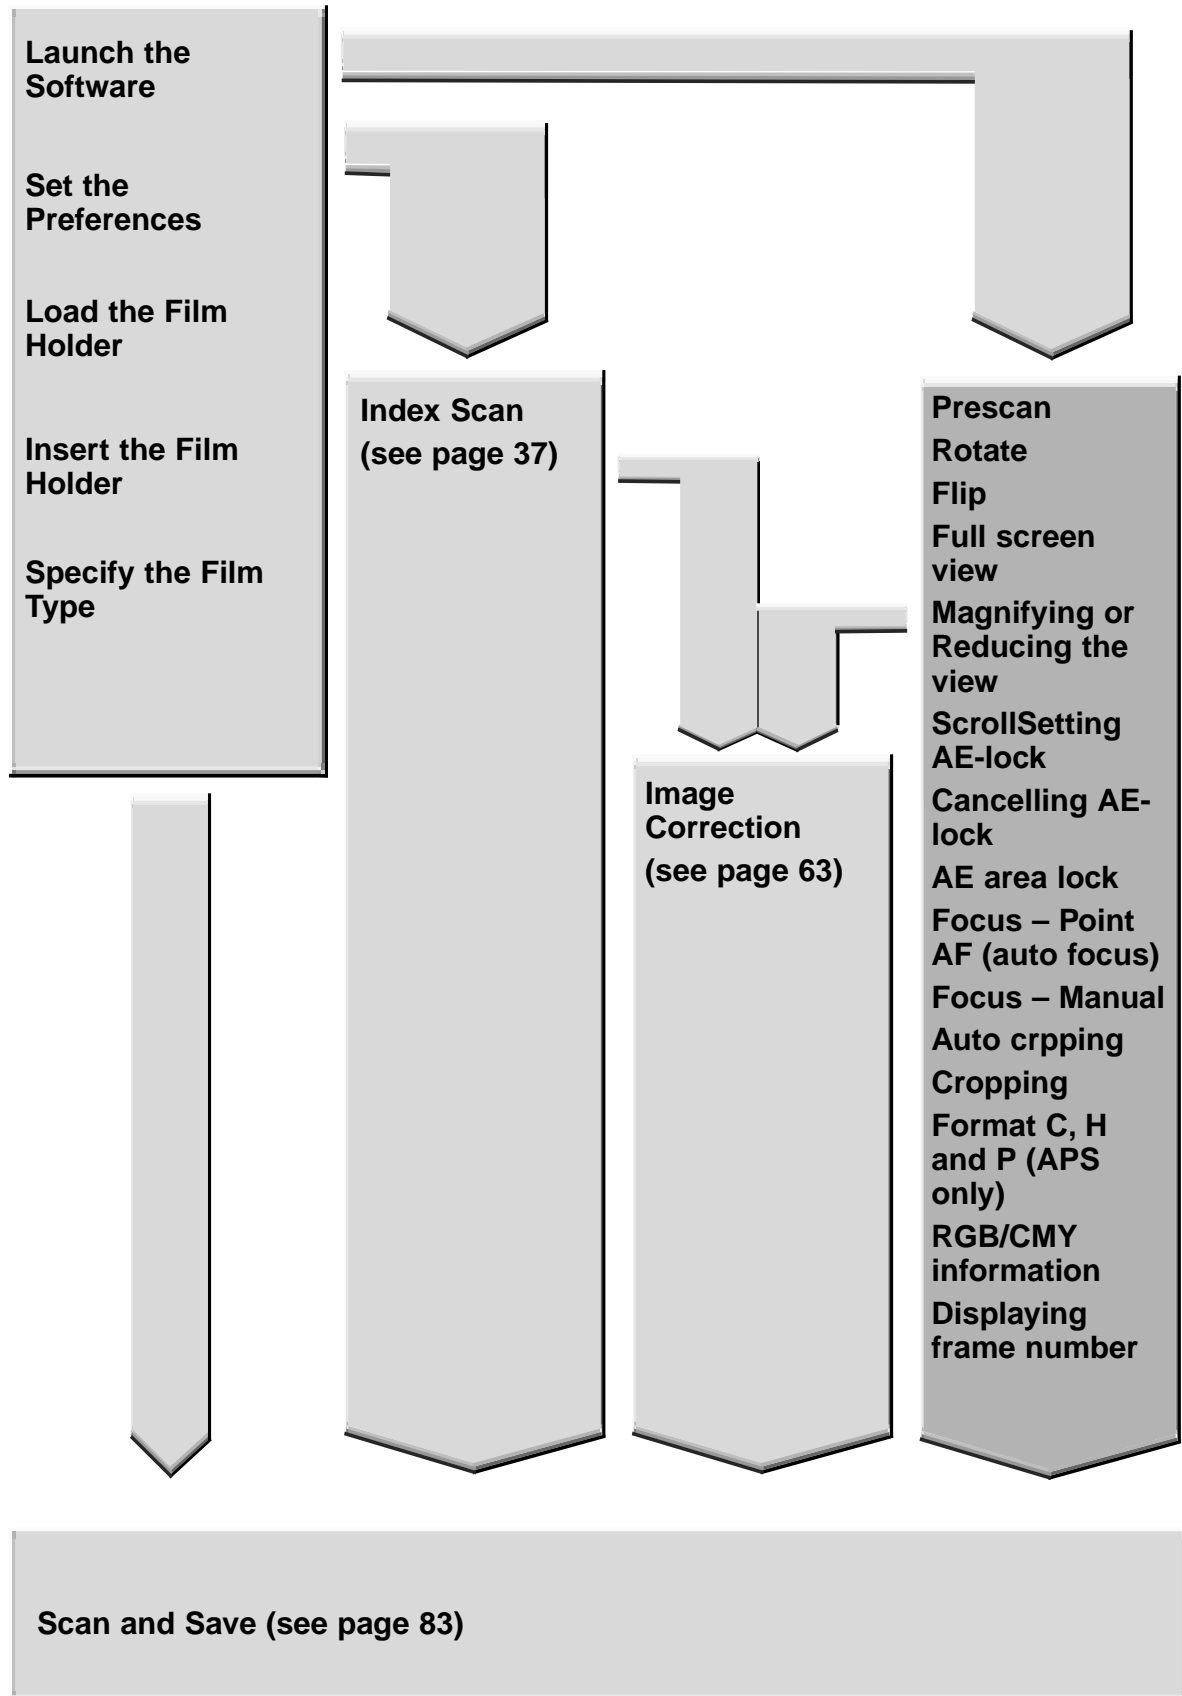 Launch the
Software
Set the
Preferences
Load the Film
Holder
Insert the Film
Holder
Specify the Film
Type
Index Scan
(see page 37)
Image
Correction
(see page 63)
Prescan
Rotate
Flip
Full screen
view
Magnifying or
Reducing the
view
ScrollSetting
AE-lock
Cancelling AE-
lock
AE area lock
Focus – Point
AF (auto focus)
Focus – Manual
Auto crpping
Cropping
Format C, H
and P (APS
only)
RGB/CMY
information
Displaying
frame number
Scan and Save (see page 83)